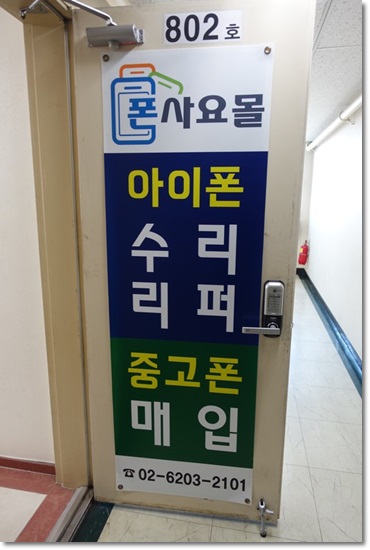 802호
폰사요몰
아이폰
수리
리퍼
중고폰
매입
☎ 02-6203-2101